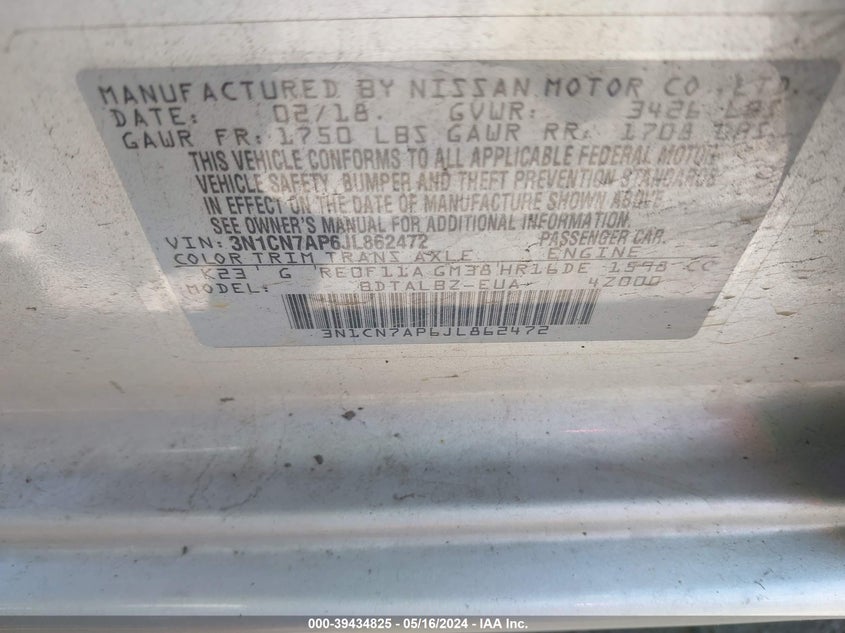 MANUFACTURED BY NISSAN MOTOR CO., LTD.
DATE: 02/18. GVWR: 3426 LBS
GAWR FR: 1750 LBS GAWR RR: 1708 LBS
THIS VEHICLE CONFORMS TO ALL APPLICABLE FEDERAL MOTOR
VEHICLE SAFETY, BUMPER AND THEFT PREVENTION STANDARDS
IN EFFECT ON THE DATE OF MANUFACTURE SHOWN ABOVE.
SEE OWNER'S MANUAL FOR ADDITIONAL INFORMATION
VIN: 3N1CN7AP6JL862472 PASSENGER CAR.
COLOR TRIM TRANS AXLE ENGINE
K23 G RE0F11A GM38 HR16DE 1598 CC
MODEL: BDTALBZ-EUA 4Z000
3N1CN7AP6JL862472
000-39434825 - 05/16/2024 - IAA Inc.